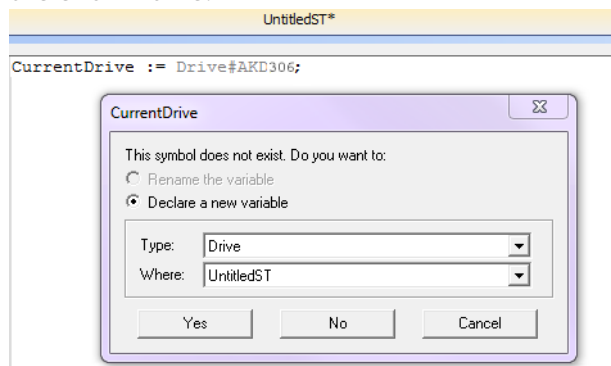 UntitledST*
CurrentDrive := Drive#AKD306;
CurrentDrive
This symbol does not exist. Do you want to:
Rename the variable
Declare a new variable
Type: Drive
Where: UntitledST
Yes No Cancel